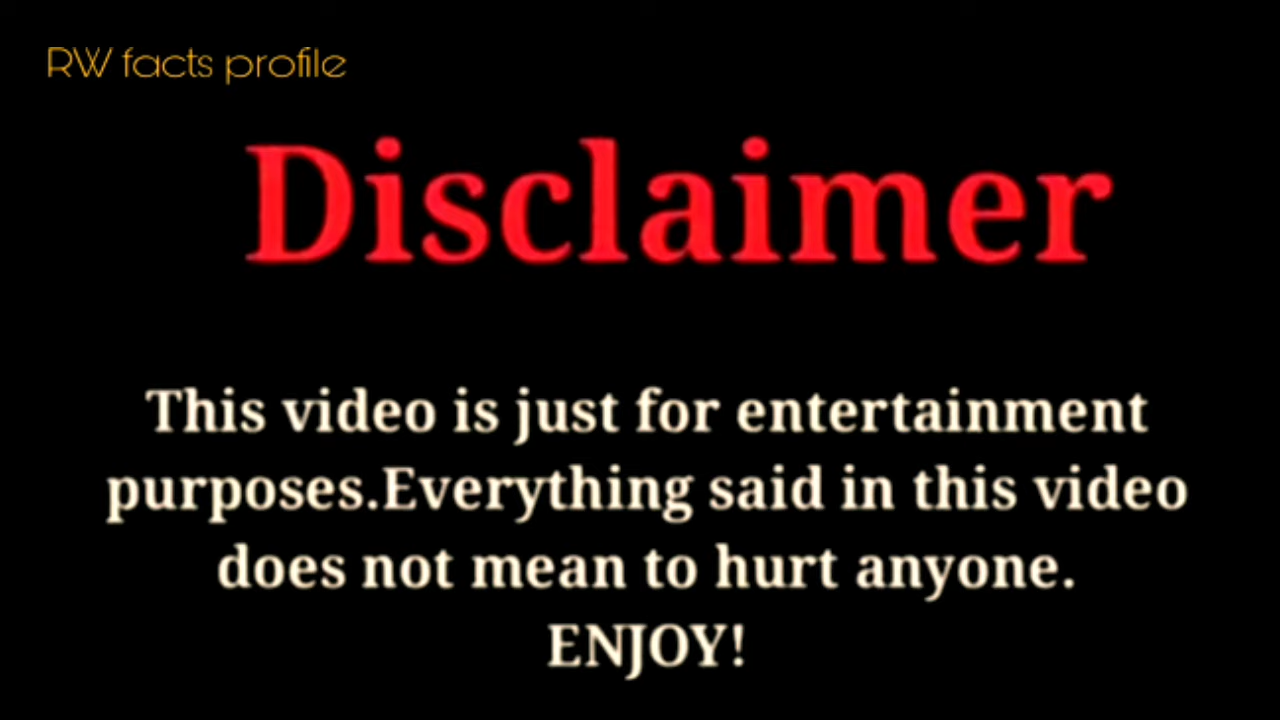 RW facts profile
Disclaimer
This video is just for entertainment
purposes.Everything said in this video
does not mean to hurt anyone.
ENJOY!